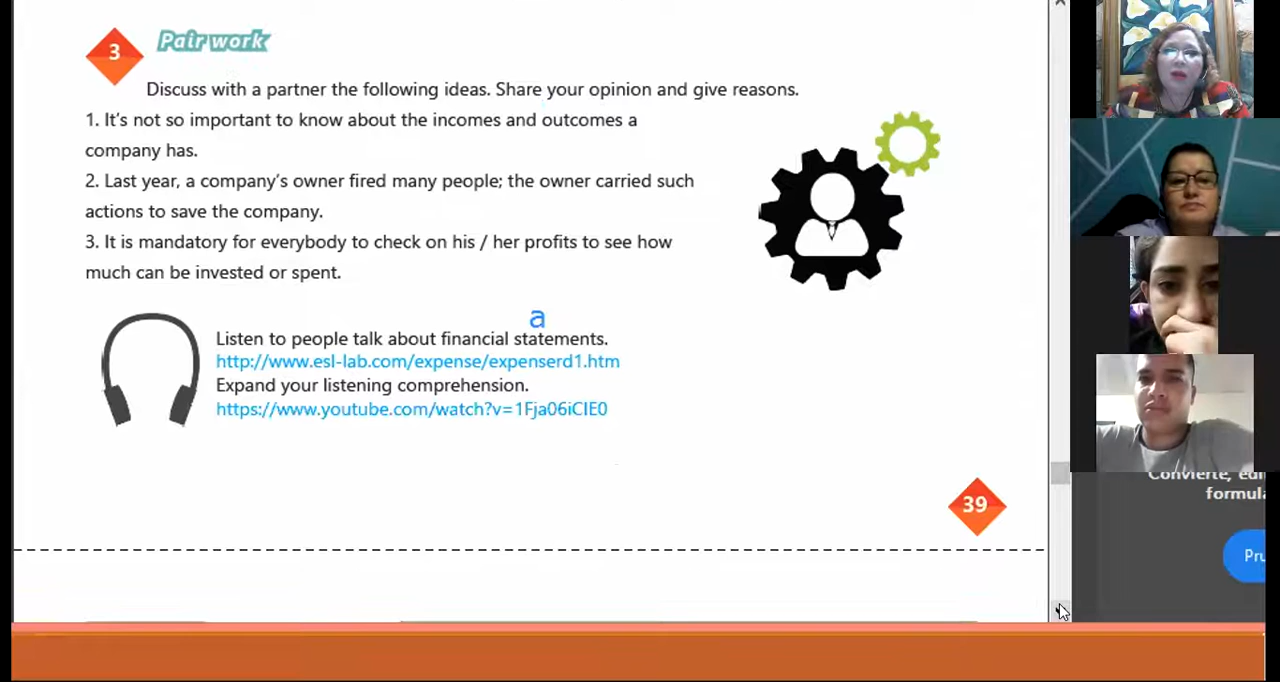 3
Pair work
Discuss with a partner the following ideas. Share your opinion and give reasons.
1. It's not so important to know about the incomes and outcomes a
company has.
2. Last year, a company's owner fired many people; the owner carried such
actions to save the company.
3. It is mandatory for everybody to check on his / her profits to see how
much can be invested or spent.
a
Listen to people talk about financial statements.
http://www.esl-lab.com/expense/expenserd1.htm
Expand your listening comprehension.
https://www.youtube.com/watch?v=1Fja06iCIE0
39
Convierte, edi
formula
Pru